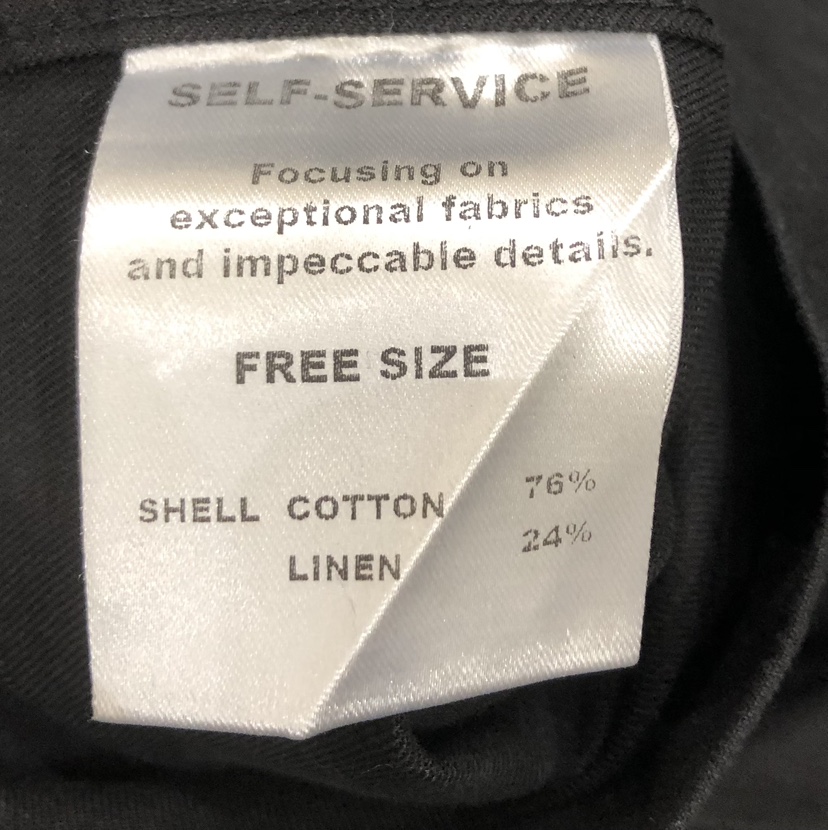 SELF-SERVICE
Focusing on
exceptional fabrics
and impeccable details.
FREE SIZE
SHELL COTTON 76%
LINEN 24%